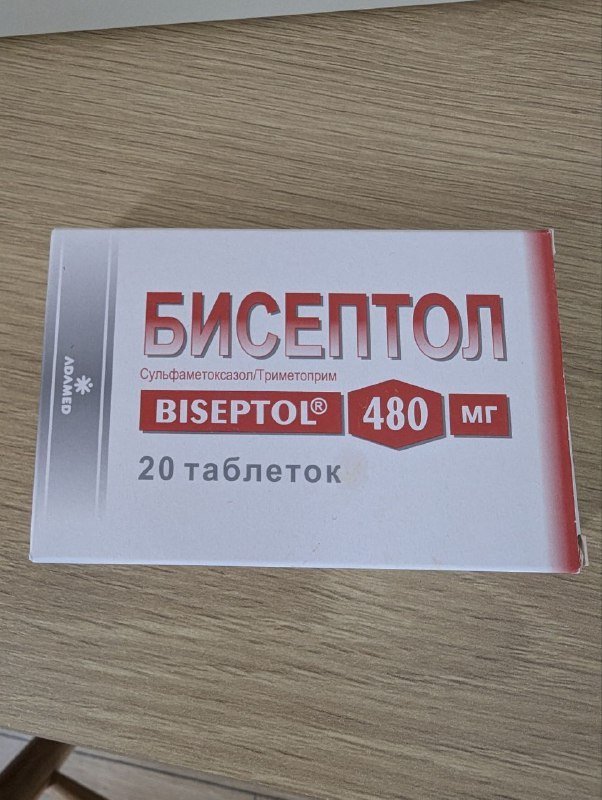 БИСЕПТОЛ
Сульфаметоксазол/Триметоприм
BISEPTOL® 480 мг
20 таблеток
ADAMED